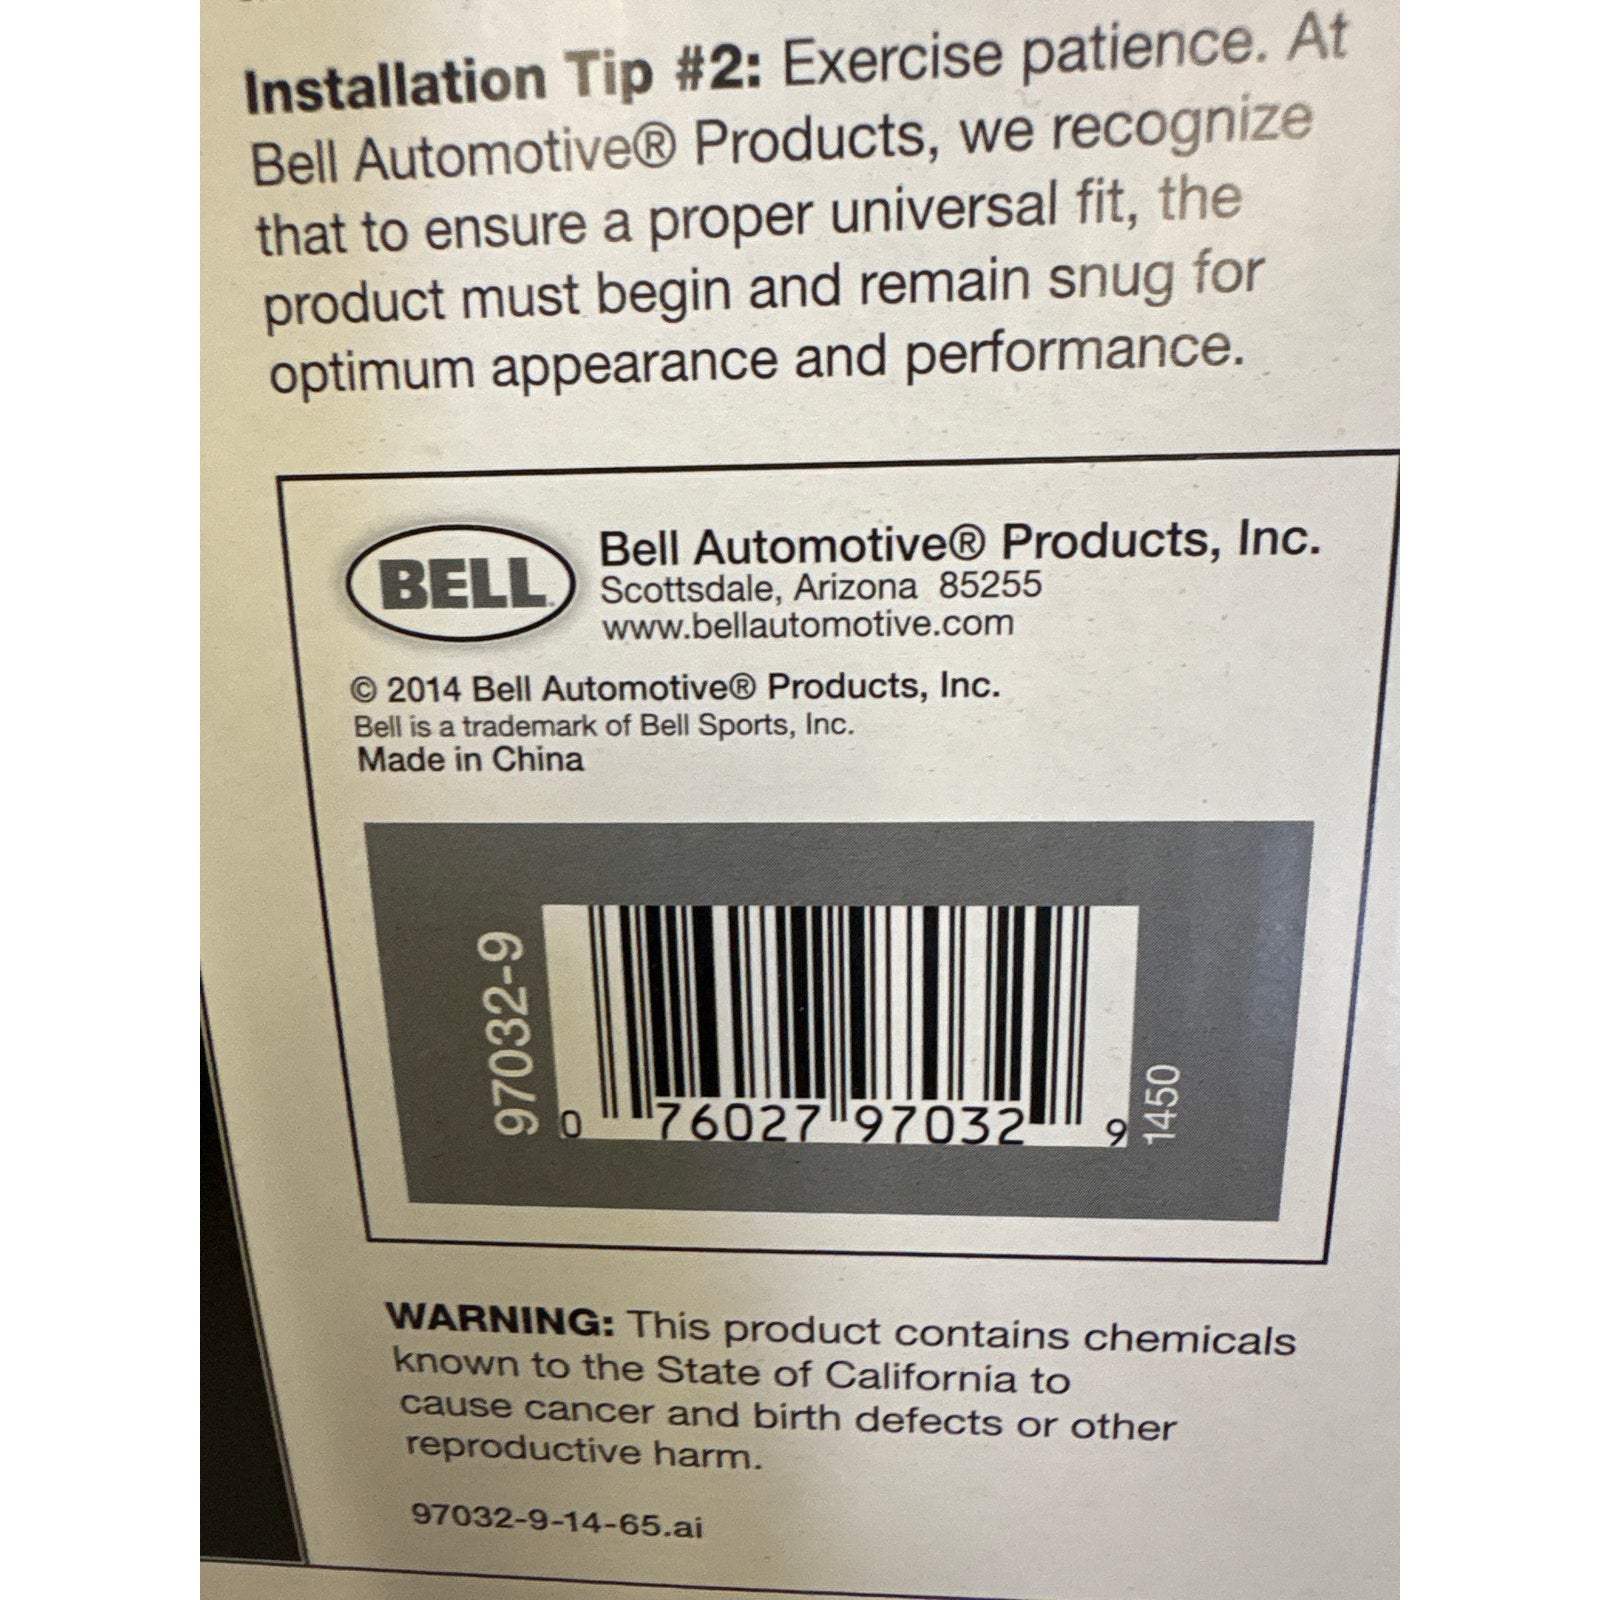 Installation Tip #2: Exercise patience. At
Bell Automotive® Products, we recognize
that to ensure a proper universal fit, the
product must begin and remain snug for
optimum appearance and performance.
BELL
Bell Automotive® Products, Inc.
Scottsdale, Arizona 85255
www.bellautomotive.com
© 2014 Bell Automotive® Products, Inc.
Bell is a trademark of Bell Sports, Inc.
Made in China
97032-9
0 76027 97032 9
1450
WARNING: This product contains chemicals
known to the State of California to
cause cancer and birth defects or other
reproductive harm.
97032-9-14-65.ai